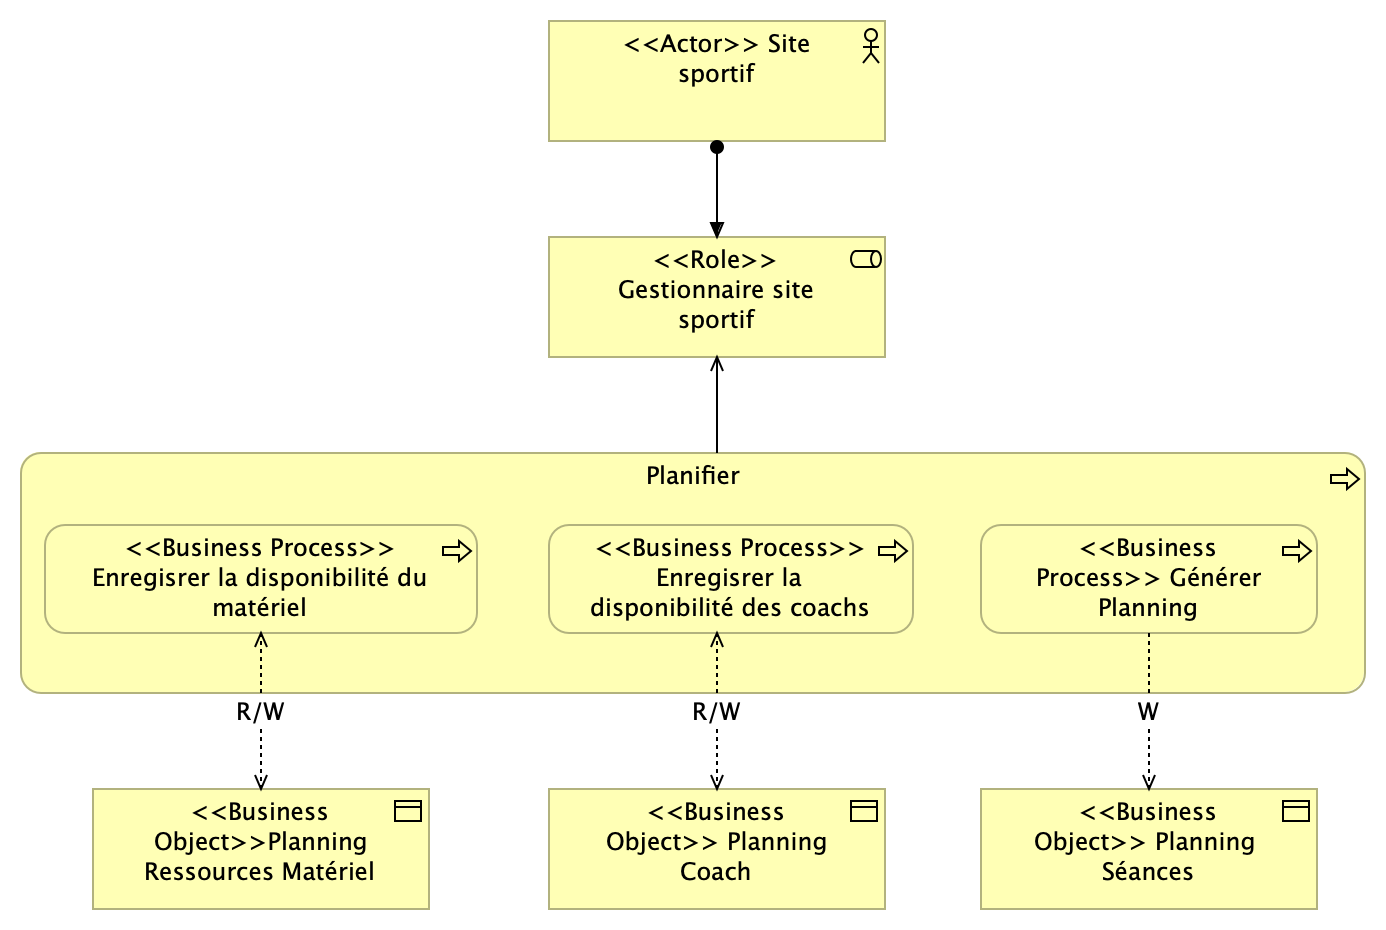 <<Actor>> Site
sportif
<<Role>>
Gestionnaire site
sportif
Planifier
<<Business Process>>
Enregisrer la disponibilité du
matériel
<<Business Process>>
Enregisrer la
disponibilité des coachs
<<Business
Process>> Générer
Planning
R/W
R/W
W
<<Business
Object>>Planning
Ressources Matériel
<<Business
Object>> Planning
Coach
<<Business
Object>> Planning
Séances